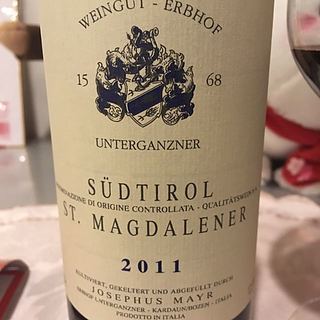 WEINGUT - ERBHOF
15 68
UNTERGANZNER
SÜDTIROL
DENOMINAZIONE DI ORIGINE CONTROLLATA - QUALITÄTSWEIN
ST. MAGDALENER
2011
KULTIVIERT, GEKELTERT UND ABGEFÜLLT DURCH
JOSEPHUS MAYR
ERBHOF UNTERGANZNER - KARDAUN/BOZEN - ITALIA
PRODOTTO IN ITALIA